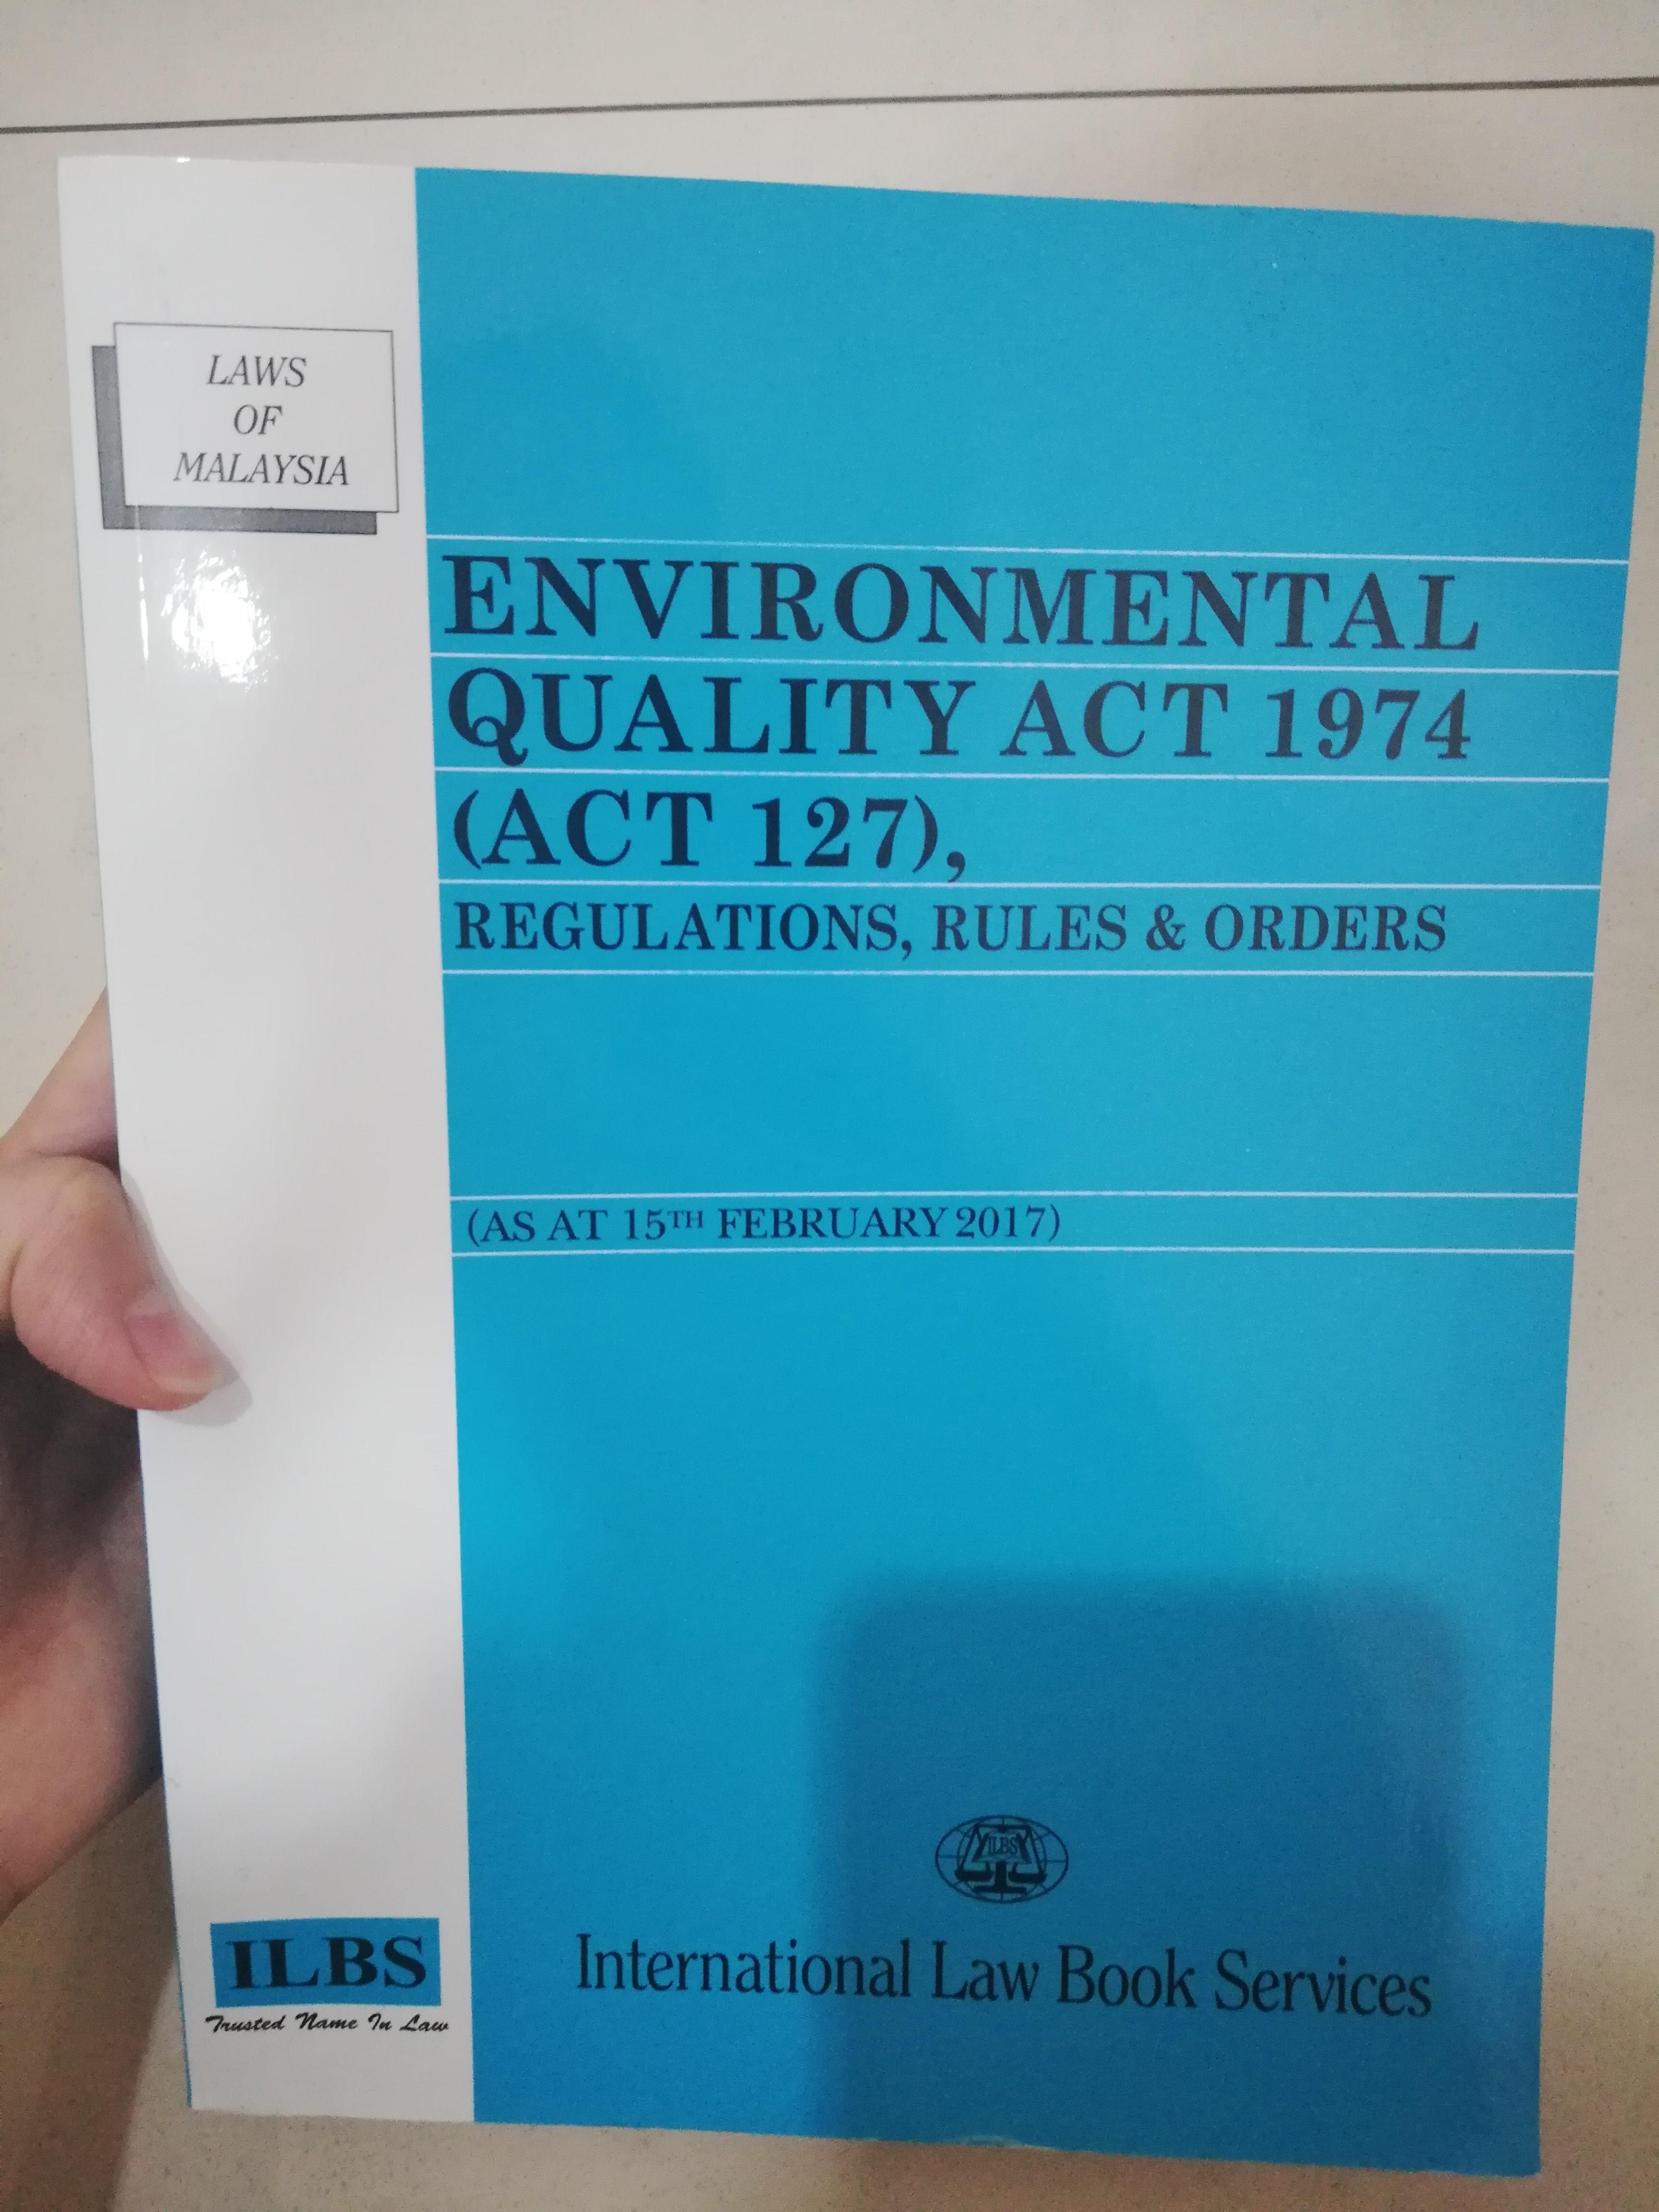 LAWS
OF
MALAYSIA
ENVIRONMENTAL
QUALITY ACT 1974
(ACT 127),
REGULATIONS, RULES & ORDERS
(AS AT 15TH FEBRUARY 2017)
ILBS
International Law Book Services
ILBS
Trusted Name In Law